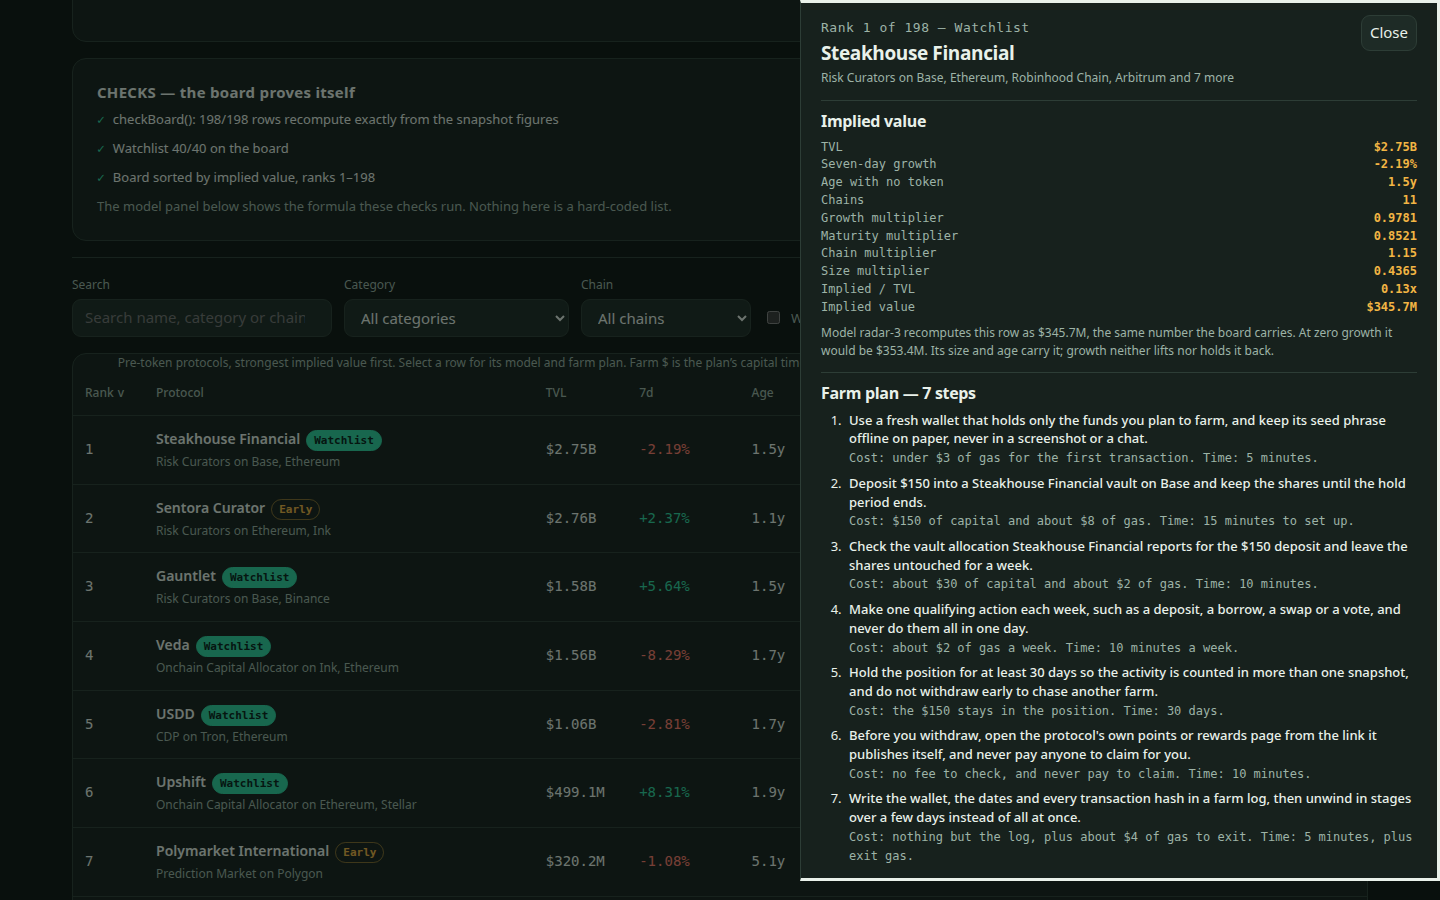 CHECKS — the board proves itself
✓ checkBoard(): 198/198 rows recompute exactly from the snapshot figures
✓ Watchlist 40/40 on the board
✓ Board sorted by implied value, ranks 1–198
The model panel below shows the formula these checks run. Nothing here is a hard-coded list.
Search Category Chain
Search name, category or chain All categories All chains W
Pre-token protocols, strongest implied value first. Select a row for its model and farm plan. Farm $ is the plan's capital tim
Rank v Protocol TVL 7d Age
1 Steakhouse Financial Watchlist $2.75B -2.19% 1.5y
Risk Curators on Base, Ethereum
2 Sentora Curator Early $2.76B +2.37% 1.1y
Risk Curators on Ethereum, Ink
3 Gauntlet Watchlist $1.58B +5.64% 1.5y
Risk Curators on Base, Binance
4 Veda Watchlist $1.56B -8.29% 1.7y
Onchain Capital Allocator on Ink, Ethereum
5 USDD Watchlist $1.06B -2.81% 1.7y
CDP on Tron, Ethereum
6 Upshift Watchlist $499.1M +8.31% 1.9y
Onchain Capital Allocator on Ethereum, Stellar
7 Polymarket International Early $320.2M -1.08% 5.1y
Prediction Market on Polygon
Rank 1 of 198 — Watchlist
Close
Steakhouse Financial
Risk Curators on Base, Ethereum, Robinhood Chain, Arbitrum and 7 more
Implied value
TVL $2.75B
Seven-day growth -2.19%
Age with no token 1.5y
Chains 11
Growth multiplier 0.9781
Maturity multiplier 0.8521
Chain multiplier 1.15
Size multiplier 0.4365
Implied / TVL 0.13x
Implied value $345.7M
Model radar-3 recomputes this row as $345.7M, the same number the board carries. At zero growth it
would be $353.4M. Its size and age carry it; growth neither lifts nor holds it back.
Farm plan — 7 steps
1. Use a fresh wallet that holds only the funds you plan to farm, and keep its seed phrase
offline on paper, never in a screenshot or a chat.
Cost: under $3 of gas for the first transaction. Time: 5 minutes.
2. Deposit $150 into a Steakhouse Financial vault on Base and keep the shares until the hold
period ends.
Cost: $150 of capital and about $8 of gas. Time: 15 minutes to set up.
3. Check the vault allocation Steakhouse Financial reports for the $150 deposit and leave the
shares untouched for a week.
Cost: about $30 of capital and about $2 of gas. Time: 10 minutes.
4. Make one qualifying action each week, such as a deposit, a borrow, a swap or a vote, and
never do them all in one day.
Cost: about $2 of gas a week. Time: 10 minutes a week.
5. Hold the position for at least 30 days so the activity is counted in more than one snapshot,
and do not withdraw early to chase another farm.
Cost: the $150 stays in the position. Time: 30 days.
6. Before you withdraw, open the protocol's own points or rewards page from the link it
publishes itself, and never pay anyone to claim for you.
Cost: no fee to check, and never pay to claim. Time: 10 minutes.
7. Write the wallet, the dates and every transaction hash in a farm log, then unwind in stages
over a few days instead of all at once.
Cost: nothing but the log, plus about $4 of gas to exit. Time: 5 minutes, plus
exit gas.